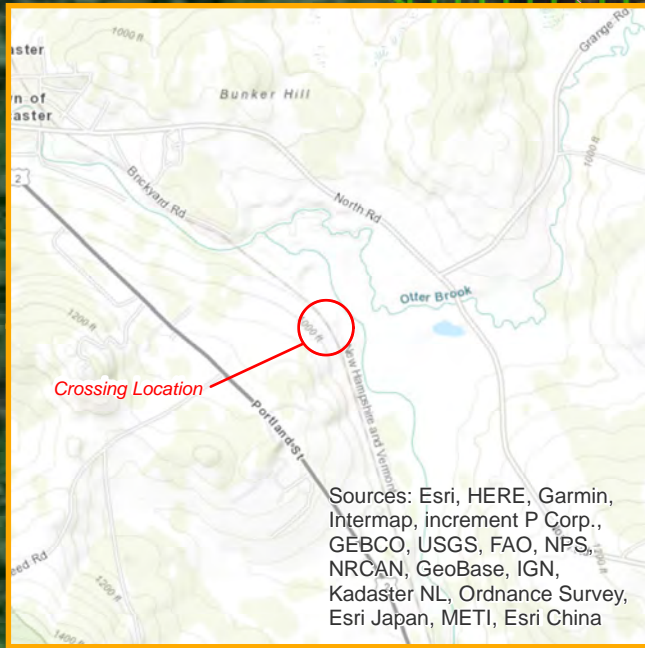 1000 ft
Grange Rd
aster
Bunker Hill
n of
aster
1000 ft
2
Brickyard Rd
North Rd
Otter Brook
1200 ft
1000 ft
New Hampshire and Vermont
Crossing Location
Portland St
Sources: Esri, HERE, Garmin,
Intermap, increment P Corp.,
GEBCO, USGS, FAO, NPS,
NRCAN, GeoBase, IGN,
Kadaster NL, Ordnance Survey,
Esri Japan, METI, Esri China
eed Rd
1200 ft
1400 ft